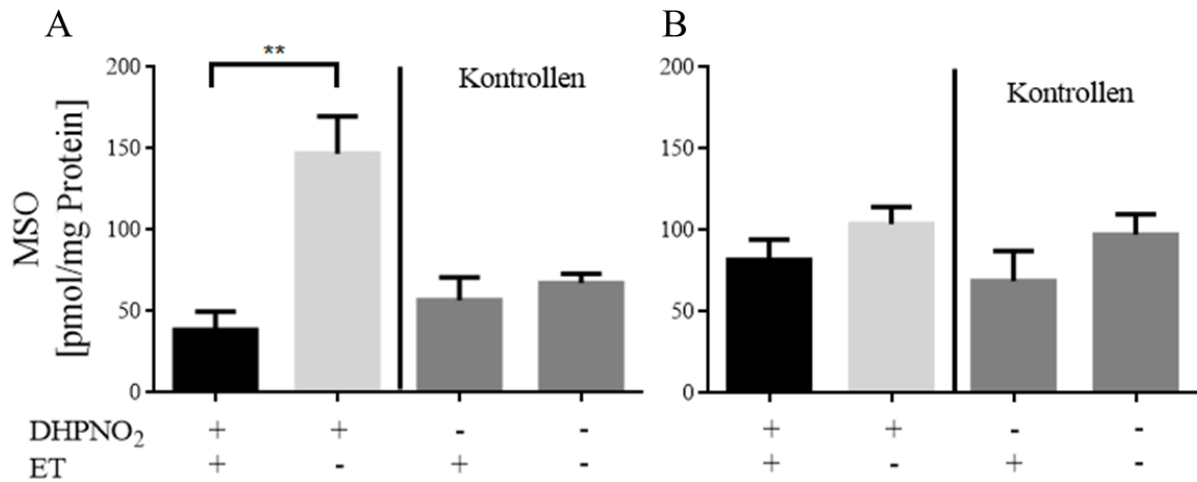 A
B
**
Kontrollen
Kontrollen
MSO
[pmol/mg Protein]
200
150
100
50
0
200
150
100
50
0
DHPNO₂ + + - - + + - -
ET + - + - + - + -